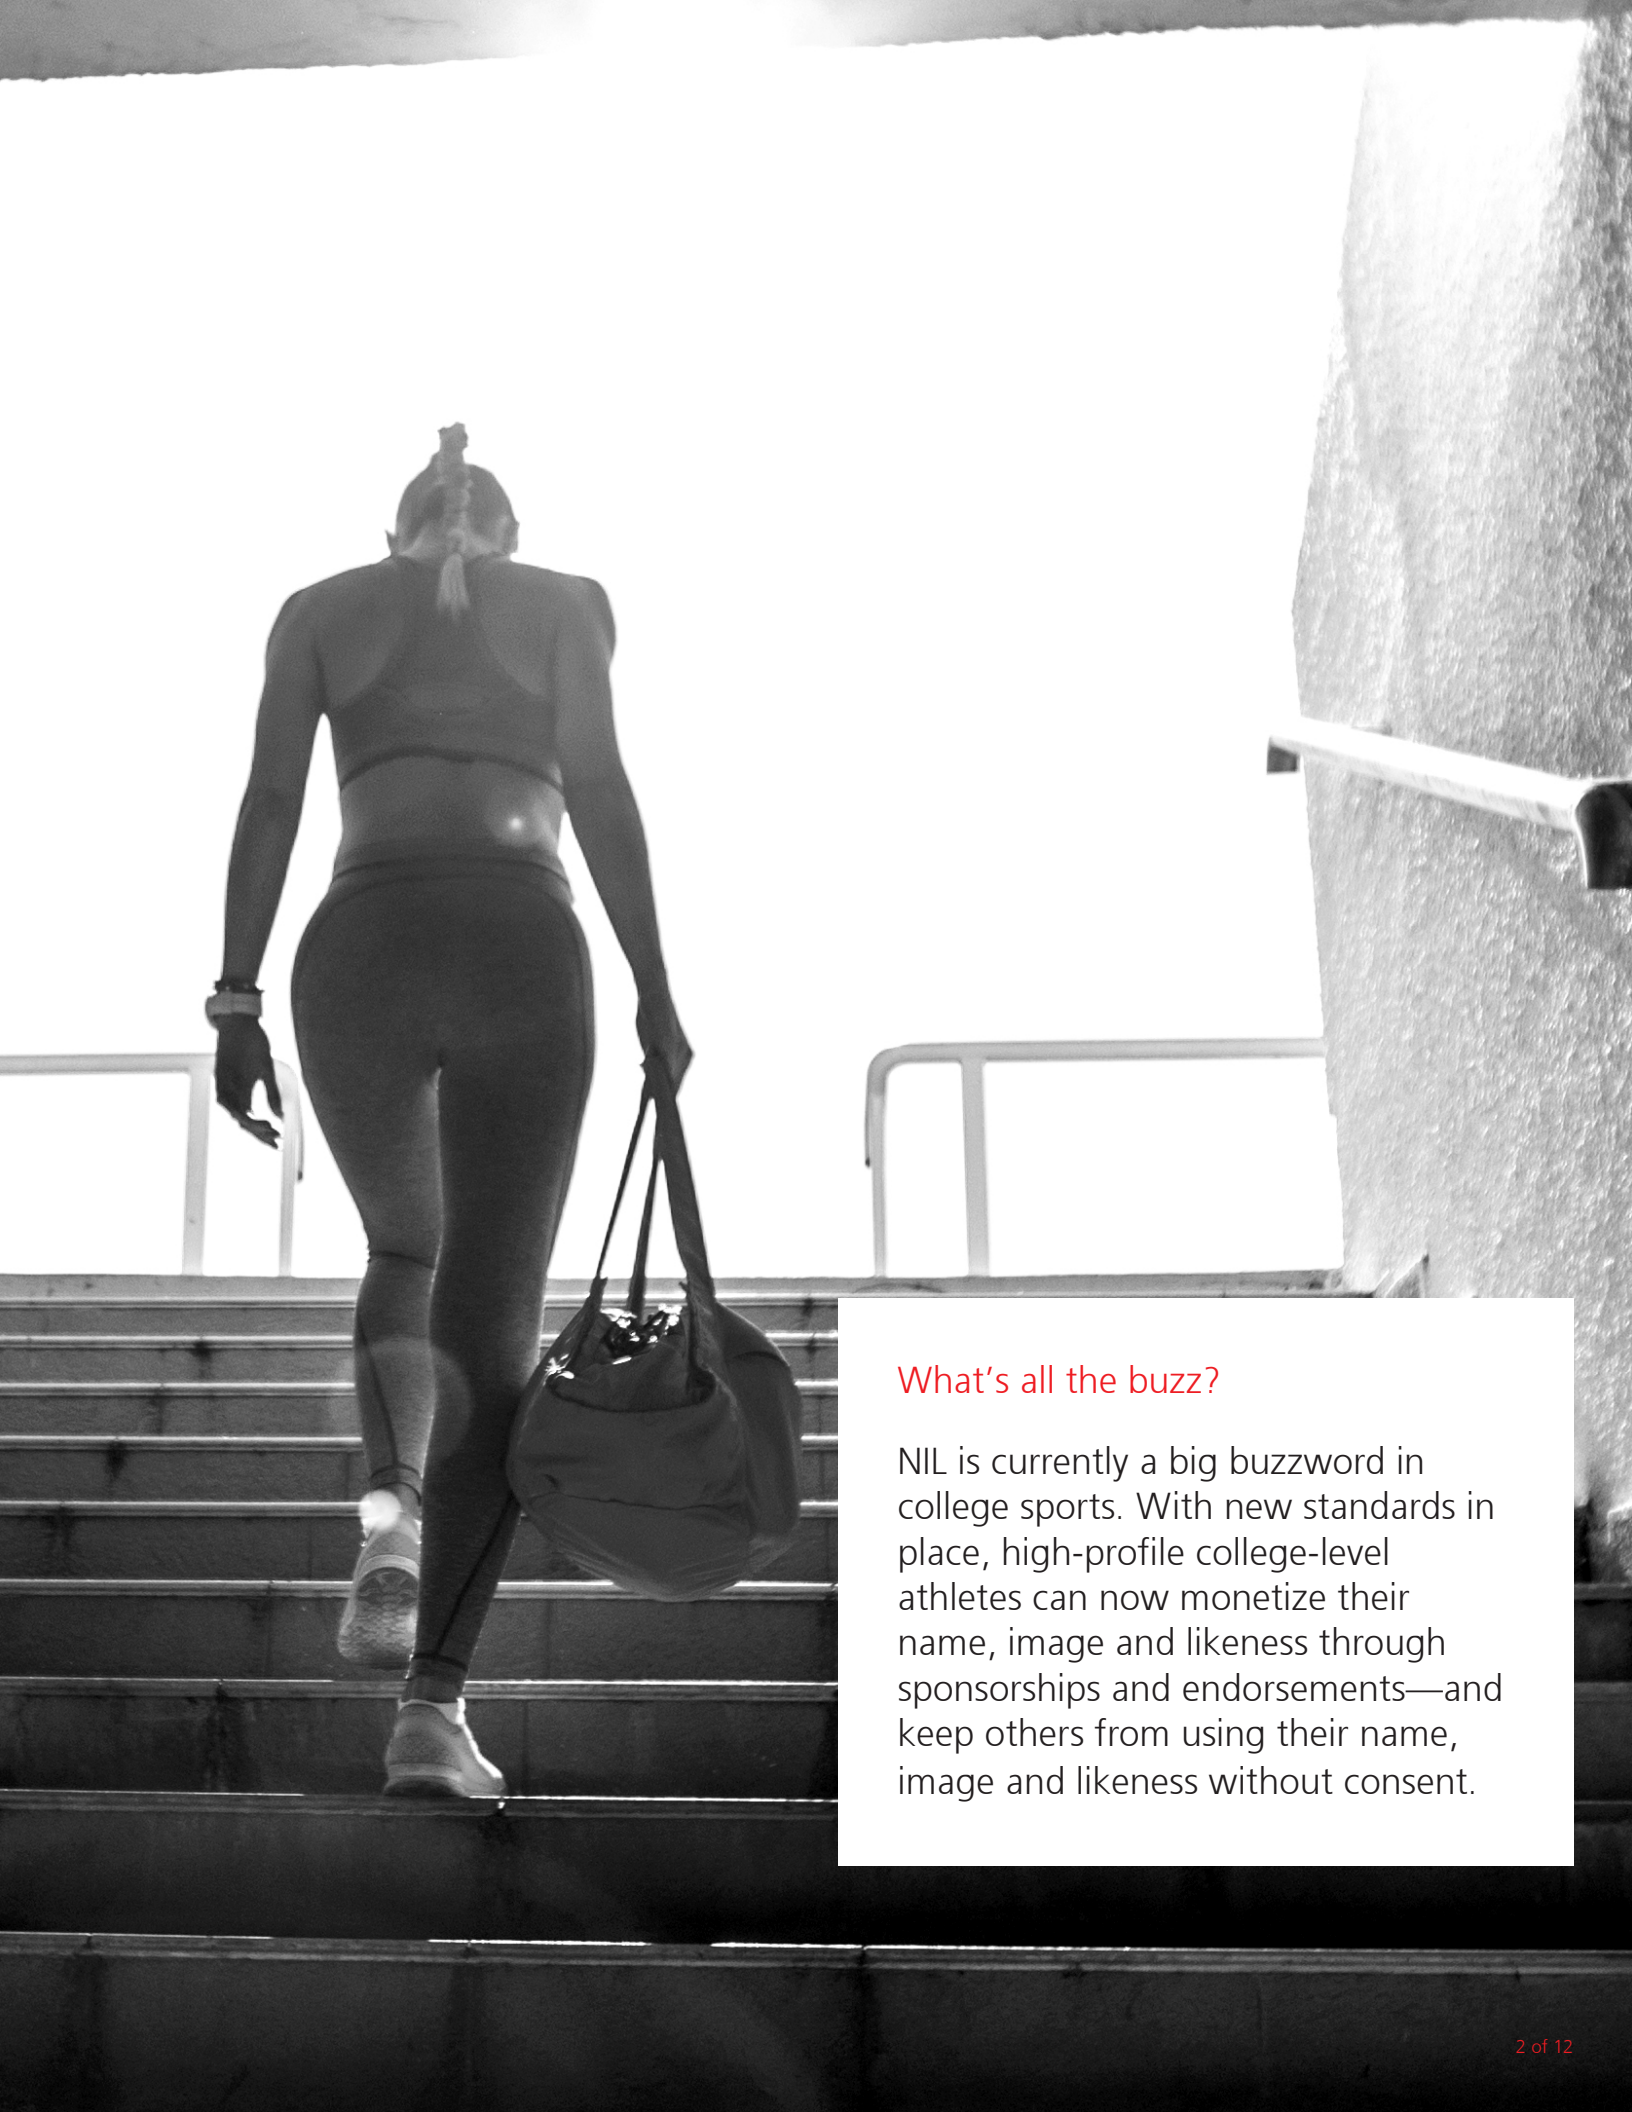 What’s all the buzz?
NIL is currently a big buzzword in
college sports. With new standards in
place, high-profile college-level
athletes can now monetize their
name, image and likeness through
sponsorships and endorsements—and
keep others from using their name,
image and likeness without consent.
2 of 12